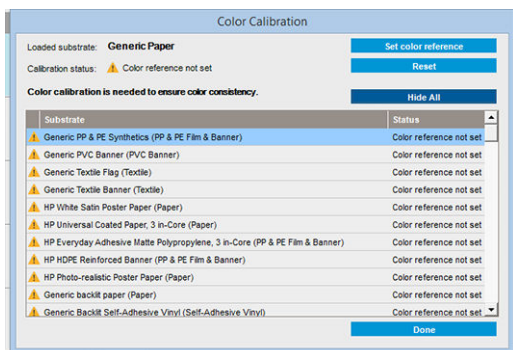 Color Calibration
Loaded substrate: Generic Paper
Set color reference
Calibration status: Color reference not set
Reset
Color calibration is needed to ensure color consistency.
Hide All
Substrate Status
Generic PP & PE Synthetics (PP & PE Film & Banner) Color reference not set
Generic PVC Banner (PVC Banner) Color reference not set
Generic Textile Flag (Textile) Color reference not set
Generic Textile Banner (Textile) Color reference not set
HP White Satin Poster Paper (Paper) Color reference not set
HP Universal Coated Paper, 3 in-Core (Paper) Color reference not set
HP Everyday Adhesive Matte Polypropylene, 3 in-Core (PP & PE Film & Banner) Color reference not set
HP HDPE Reinforced Banner (PP & PE Film & Banner) Color reference not set
HP Photo-realistic Poster Paper (Paper) Color reference not set
Generic backlit paper (Paper) Color reference not set
Generic Backlit Self-Adhesive Vinyl (Self-Adhesive Vinyl) Color reference not set
Done